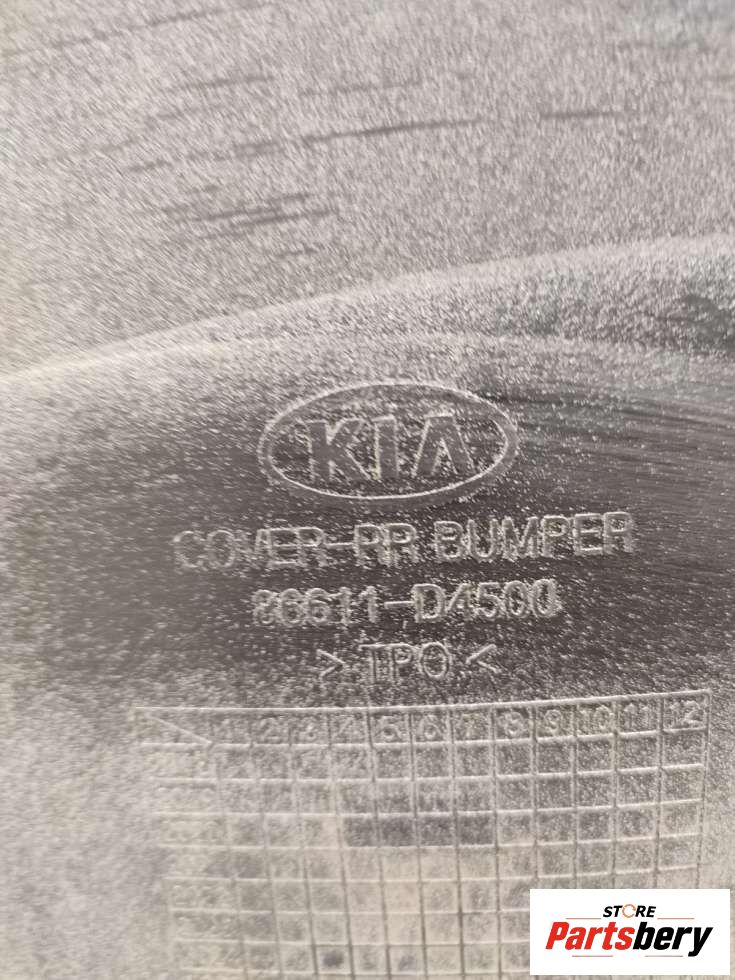 KIA
COVER-RR BUMPER
86611-D4500
>TPO<
1 2 3 4 5 6 7 8 9 10 11 12
STORE
Partsbery